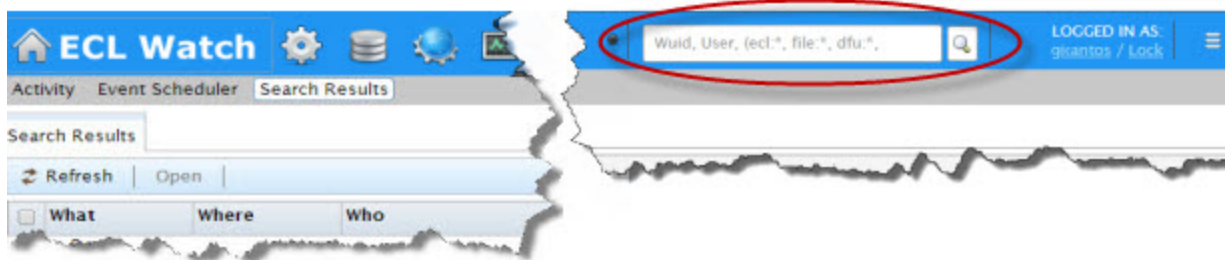 ECL Watch
Wuid, User, (ecl:*, file:*, dfu:*,
LOGGED IN AS:
gisantos / Lock
Activity Event Scheduler Search Results
Search Results
Refresh | Open |
What Where Who